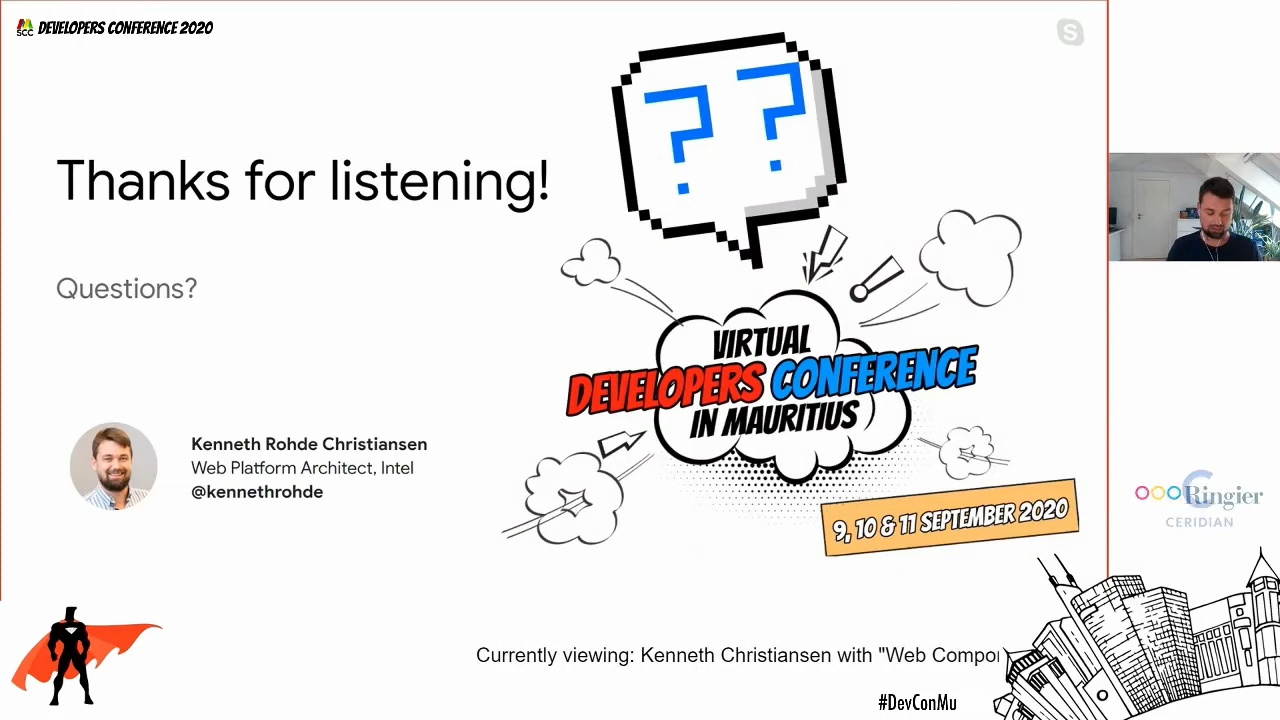 SCC DEVELOPERS CONFERENCE 2020
Thanks for listening!
Questions?
? ?
VIRTUAL
DEVELOPERS CONFERENCE
IN MAURITIUS
9, 10 & 11 SEPTEMBER 2020
Kenneth Rohde Christiansen
Web Platform Architect, Intel
@kennethrohde
Ringier
CERIDIAN
Currently viewing: Kenneth Christiansen with "Web Compo
#DevConMu